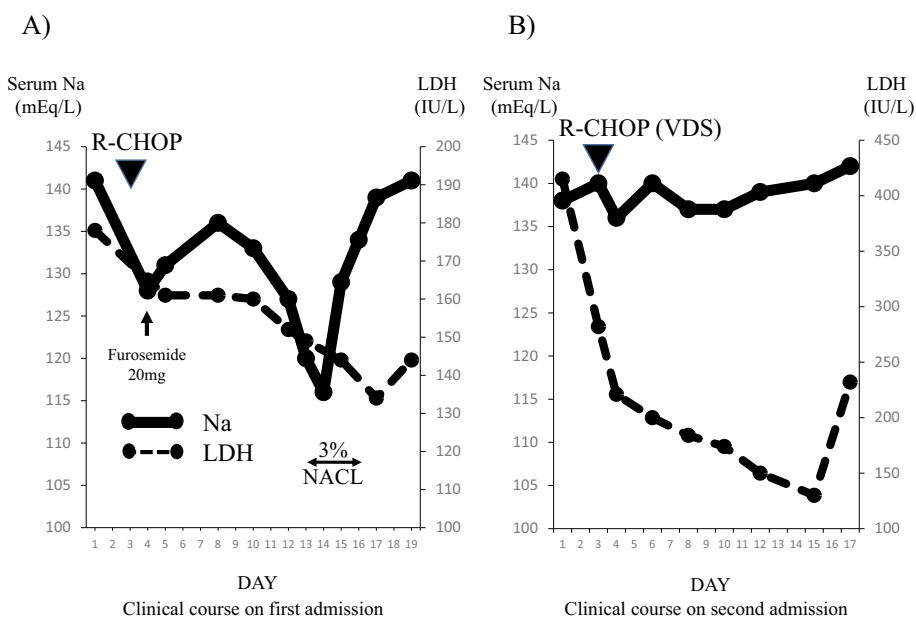 A)
Serum Na
(mEq/L)
LDH
(IU/L)
R-CHOP
145
140
135
130
125
120
115
110
105
100
200
190
180
170
160
150
140
130
120
110
100
Furosemide
20mg
Na
LDH
3%
NACL
1 2 3 4 5 6 7 8 9 10 11 12 13 14 15 16 17 18 19
DAY
Clinical course on first admission
B)
Serum Na
(mEq/L)
LDH
(IU/L)
R-CHOP (VDS)
145
140
135
130
125
120
115
110
105
100
450
400
350
300
250
200
150
100
1 2 3 4 5 6 7 8 9 10 11 12 13 14 15 16 17
DAY
Clinical course on second admission